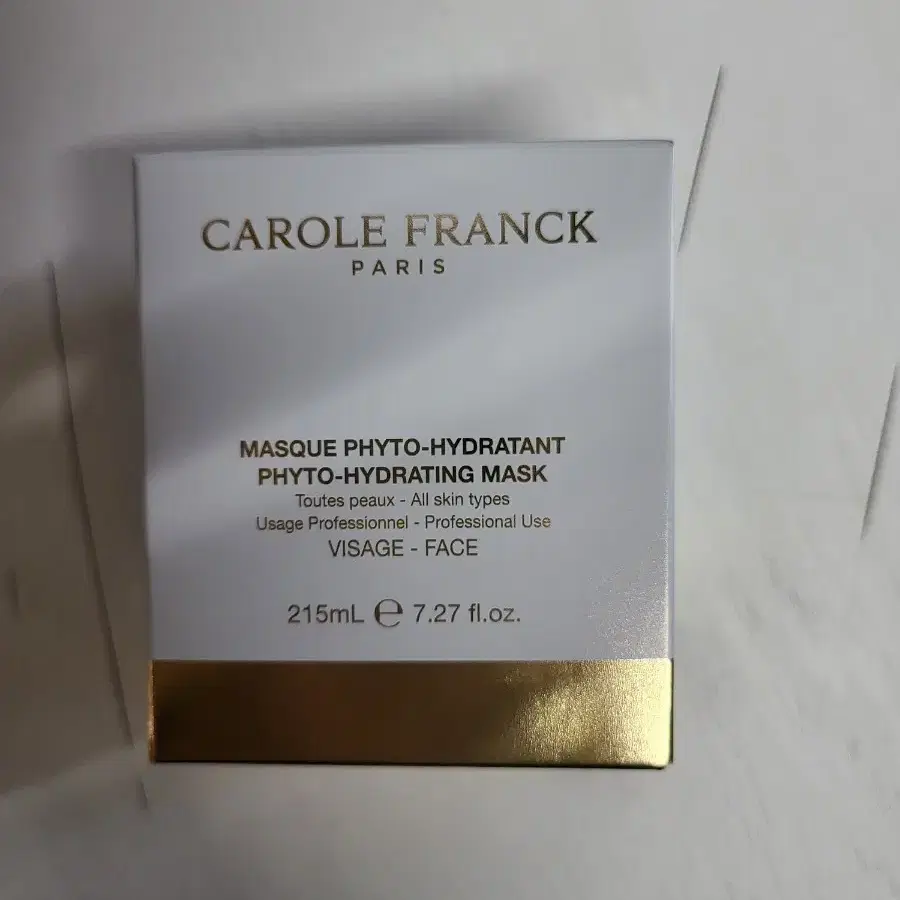 CAROLE FRANCK
PARIS
MASQUE PHYTO-HYDRATANT
PHYTO-HYDRATING MASK
Toutes peaux - All skin types
Usage Professionnel - Professional Use
VISAGE - FACE
215mL ℮ 7.27 fl.oz.